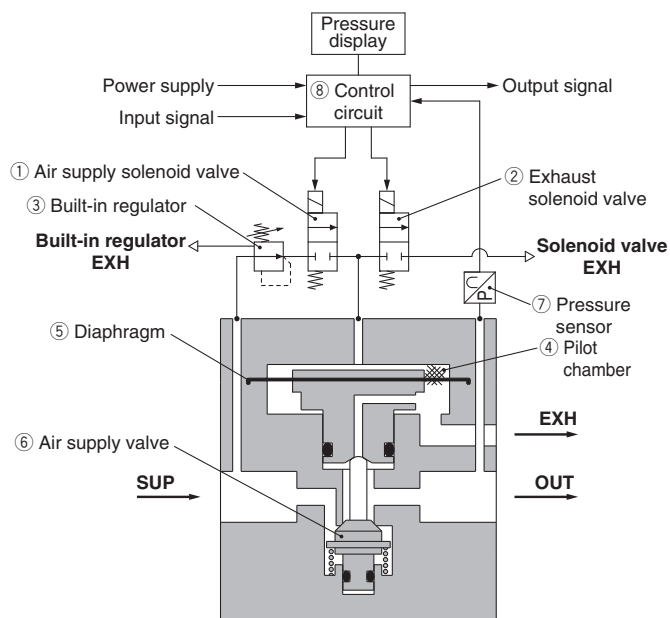 Pressure
display
Power supply
⑧ Control
circuit
Output signal
Input signal
① Air supply solenoid valve
② Exhaust
solenoid valve
③ Built-in regulator
Built-in regulator
EXH
Solenoid valve
EXH
P
⑦ Pressure
sensor
⑤ Diaphragm
④ Pilot
chamber
EXH
⑥ Air supply valve
SUP
OUT